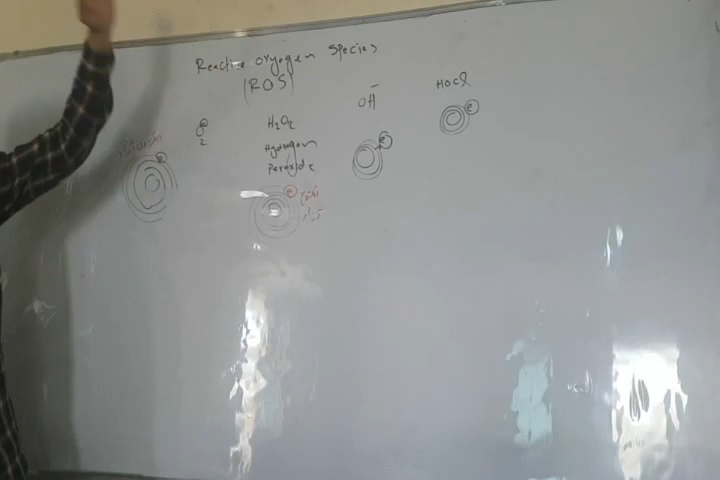 Reactive oxygen Species
(ROS)
O2
H2O2
Hydrogen
Peroxide
OH
HOCl
e
e
e
e